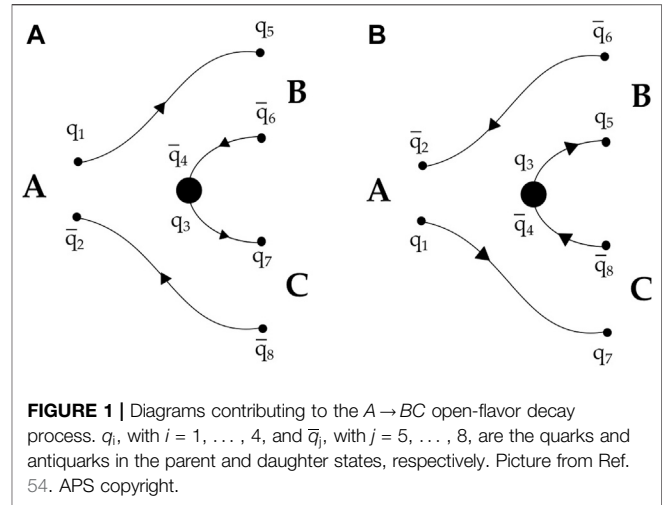 A
q₅
B
q̅₆
q₁
q̅₄
A
q₃
q̅₂
q₇
C
q̅₈
B
q̅₆
B
q₅
q̅₂
q₃
A
q̅₄
q₁
q̅₈
C
q₇
FIGURE 1 | Diagrams contributing to the A → BC open-flavor decay
process. qᵢ, with i = 1, . . . , 4, and q̅ⱼ, with j = 5, . . . , 8, are the quarks and
antiquarks in the parent and daughter states, respectively. Picture from Ref.
54. APS copyright.